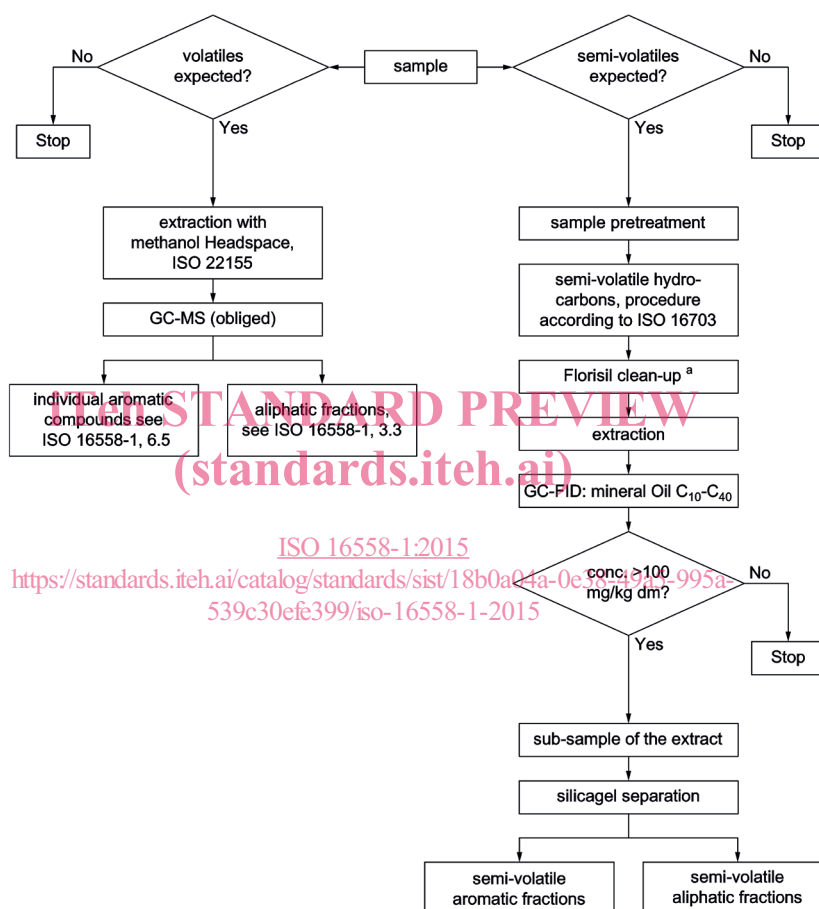 volatiles
expected?
sample
semi-volatiles
expected?
No
No
Stop
Yes
Yes
Stop
extraction with
methanol Headspace,
ISO 22155
GC-MS (obliged)
individual aromatic
compounds see
ISO 16558-1, 6.5
aliphatic fractions,
see ISO 16558-1, 3.3
sample pretreatment
semi-volatile hydro-
carbons, procedure
according to ISO 16703
Florisil clean-up a
extraction
GC-FID: mineral Oil C10-C40
conc. >100
mg/kg dm?
No
Stop
Yes
sub-sample of the extract
silicagel separation
semi-volatile
aromatic fractions
semi-volatile
aliphatic fractions
iTeh STANDARD PREVIEW
(standards.iteh.ai)
ISO 16558-1:2015
https://standards.iteh.ai/catalog/standards/sist/18b0a04a-0e38-49a5-995a-
539c30efe399/iso-16558-1-2015